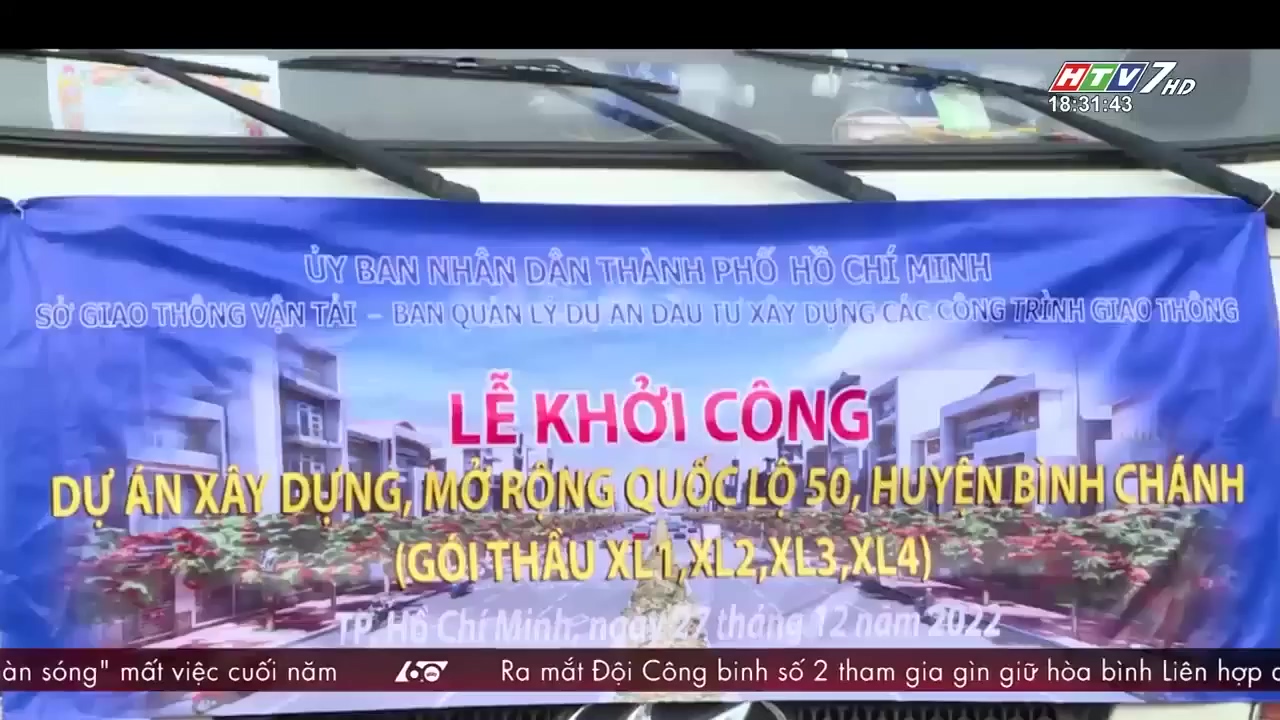 HTV7 HD
18:31:43
ỦY BAN NHÂN DÂN THÀNH PHỐ HỒ CHÍ MINH
SỞ GIAO THÔNG VẬN TẢI – BAN QUẢN LÝ DỰ ÁN ĐẦU TƯ XÂY DỰNG CÁC CÔNG TRÌNH GIAO THÔNG
LỄ KHỞI CÔNG
DỰ ÁN XÂY DỰNG, MỞ RỘNG QUỐC LỘ 50, HUYỆN BÌNH CHÁNH
(GÓI THẦU XL1,XL2,XL3,XL4)
TP. Hồ Chí Minh, ngày 27 tháng 12 năm 2022
àn sóng" mất việc cuối năm 60 Ra mắt Đội Công binh số 2 tham gia gìn giữ hòa bình Liên hợp